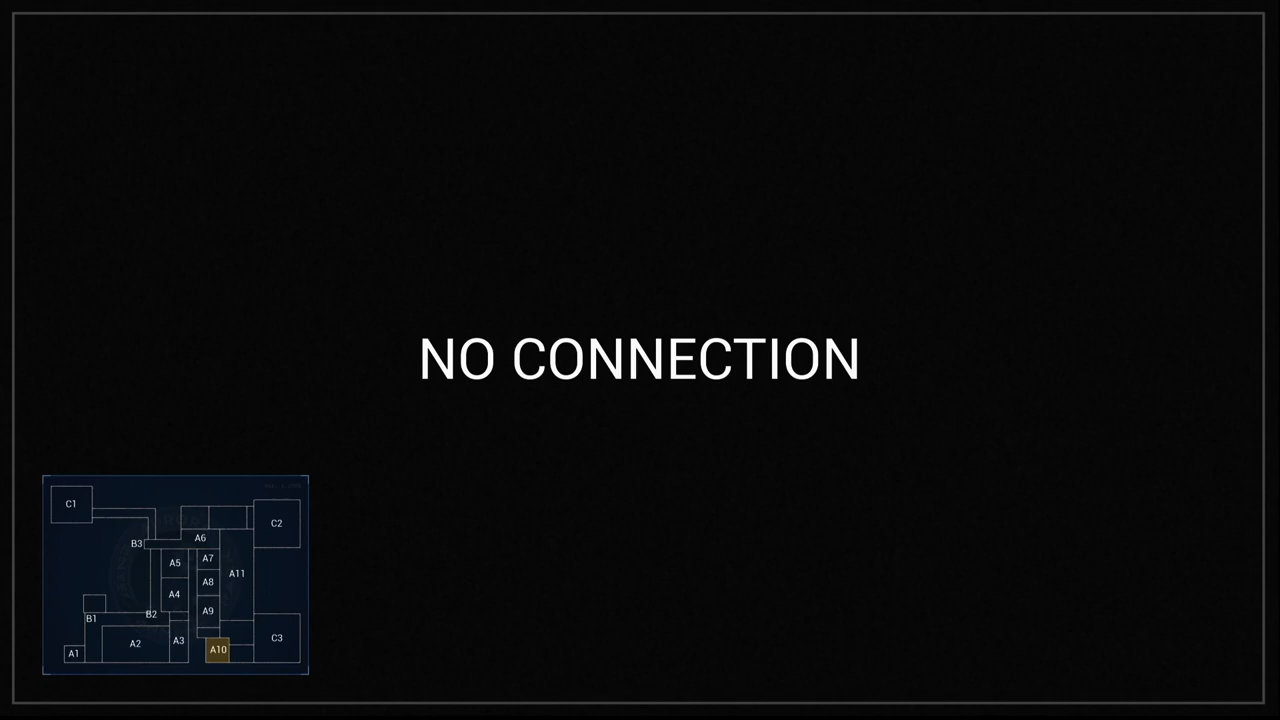 NO CONNECTION
C1
C2
A6
B3
A7
A5
A11
A8
A4
A9
B2
B1
C3
A3
A2
A10
A1